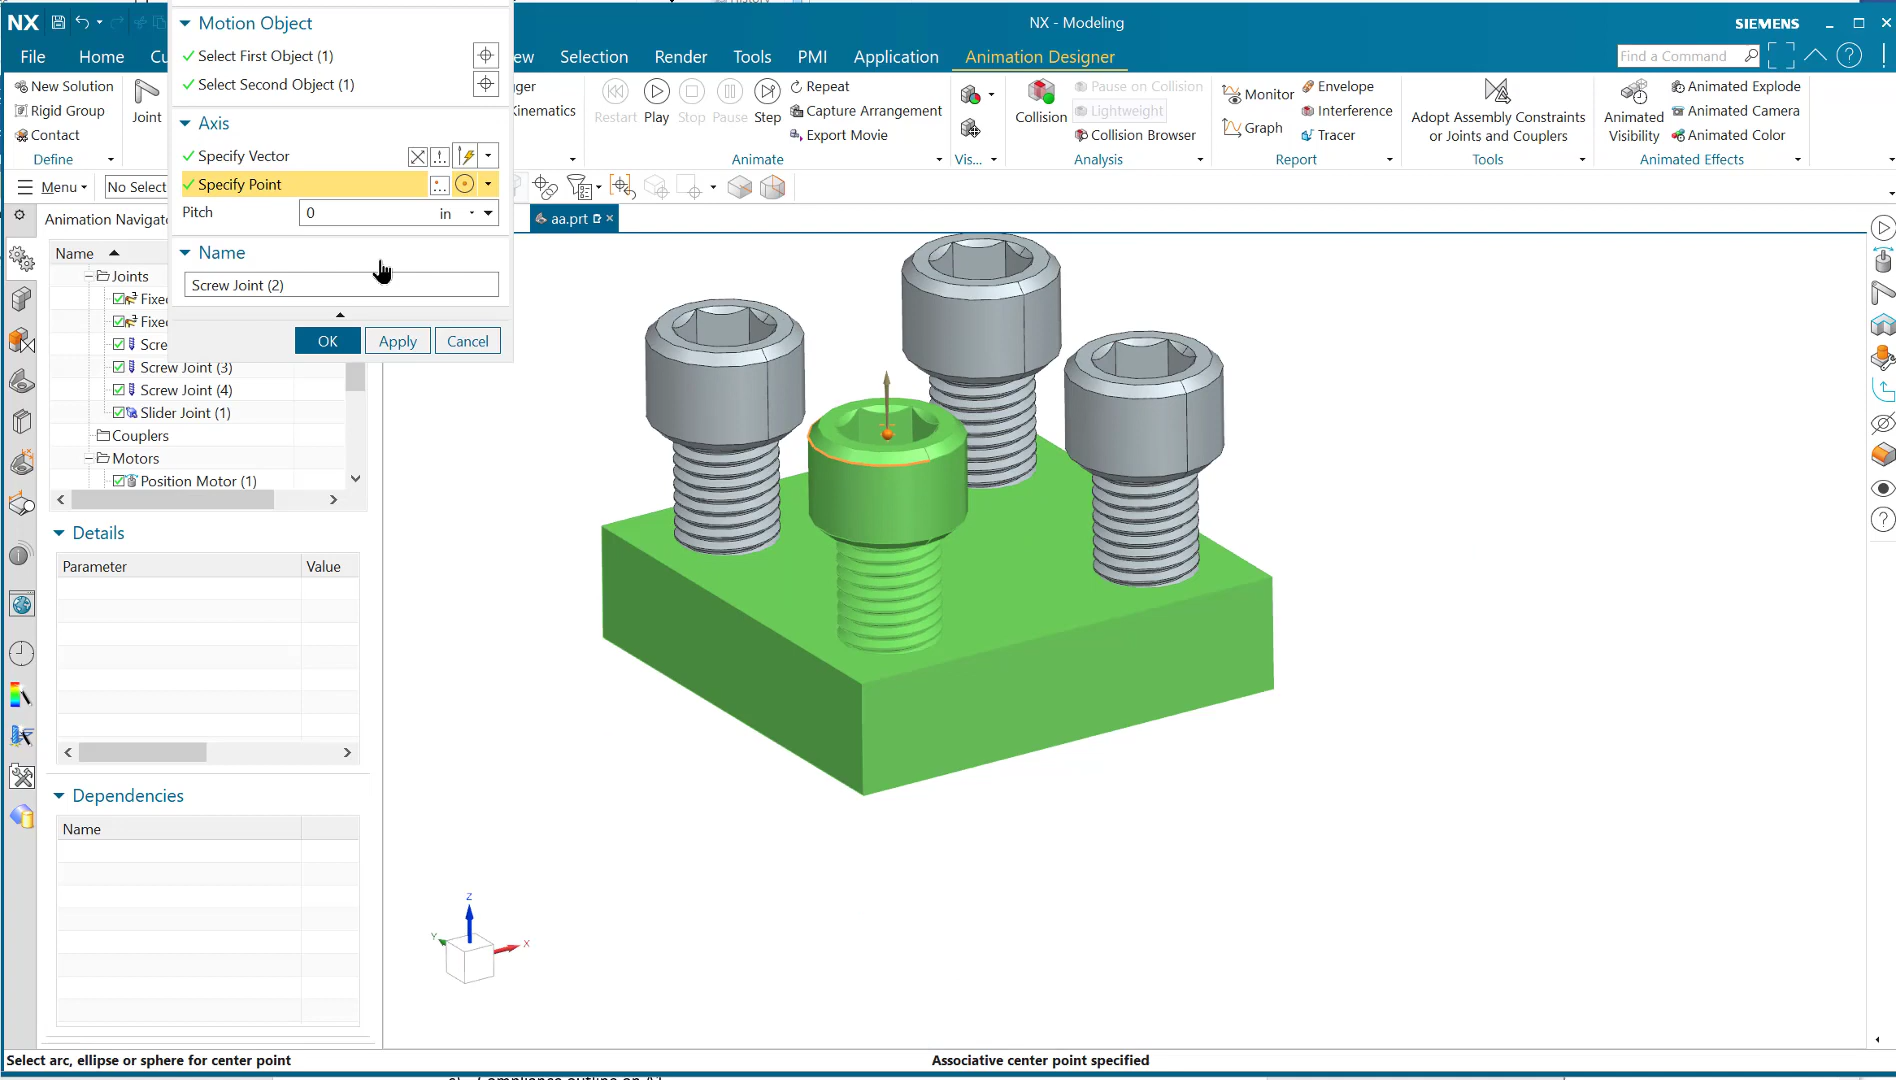 NX
NX - Modeling
SIEMENS
File
Home
Cu
ew
Selection
Render
Tools
PMI
Application
Animation Designer
Find a Command
New Solution
Rigid Group
Contact
Define
Joint
gger
Kinematics
Restart
Play
Stop
Pause
Step
Repeat
Capture Arrangement
Export Movie
Animate
Vis...
Collision
Pause on Collision
Lightweight
Collision Browser
Analysis
Monitor
Graph
Envelope
Interference
Tracer
Report
Adopt Assembly Constraints
or Joints and Couplers
Tools
Animated
Visibility
Animated Explode
Animated Camera
Animated Color
Animated Effects
Menu
No Select
Motion Object
Select First Object (1)
Select Second Object (1)
Axis
Specify Vector
Specify Point
Pitch
0
in
Name
Screw Joint (2)
OK
Apply
Cancel
Animation Navigato
aa.prt
Name
Joints
Fixed
Fixed
Scre
Screw Joint (3)
Screw Joint (4)
Slider Joint (1)
Couplers
Motors
Position Motor (1)
Details
Parameter
Value
Dependencies
Name
Z
Y
X
Select arc, ellipse or sphere for center point
Associative center point specified